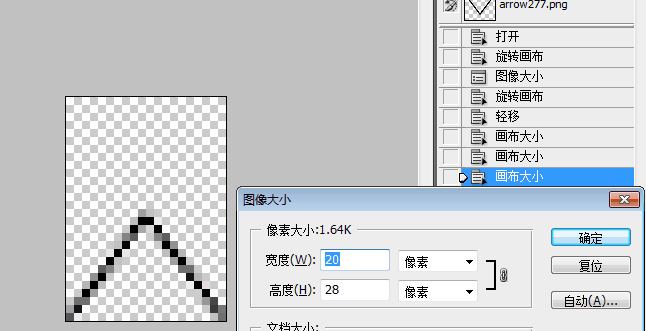 arrow277.png
打开
旋转画布
图像大小
旋转画布
轻移
画布大小
画布大小
画布大小
图像大小
像素大小:1.64K
宽度(W): 20 像素
高度(H): 28 像素
确定
复位
自动(A)...
文档大小: